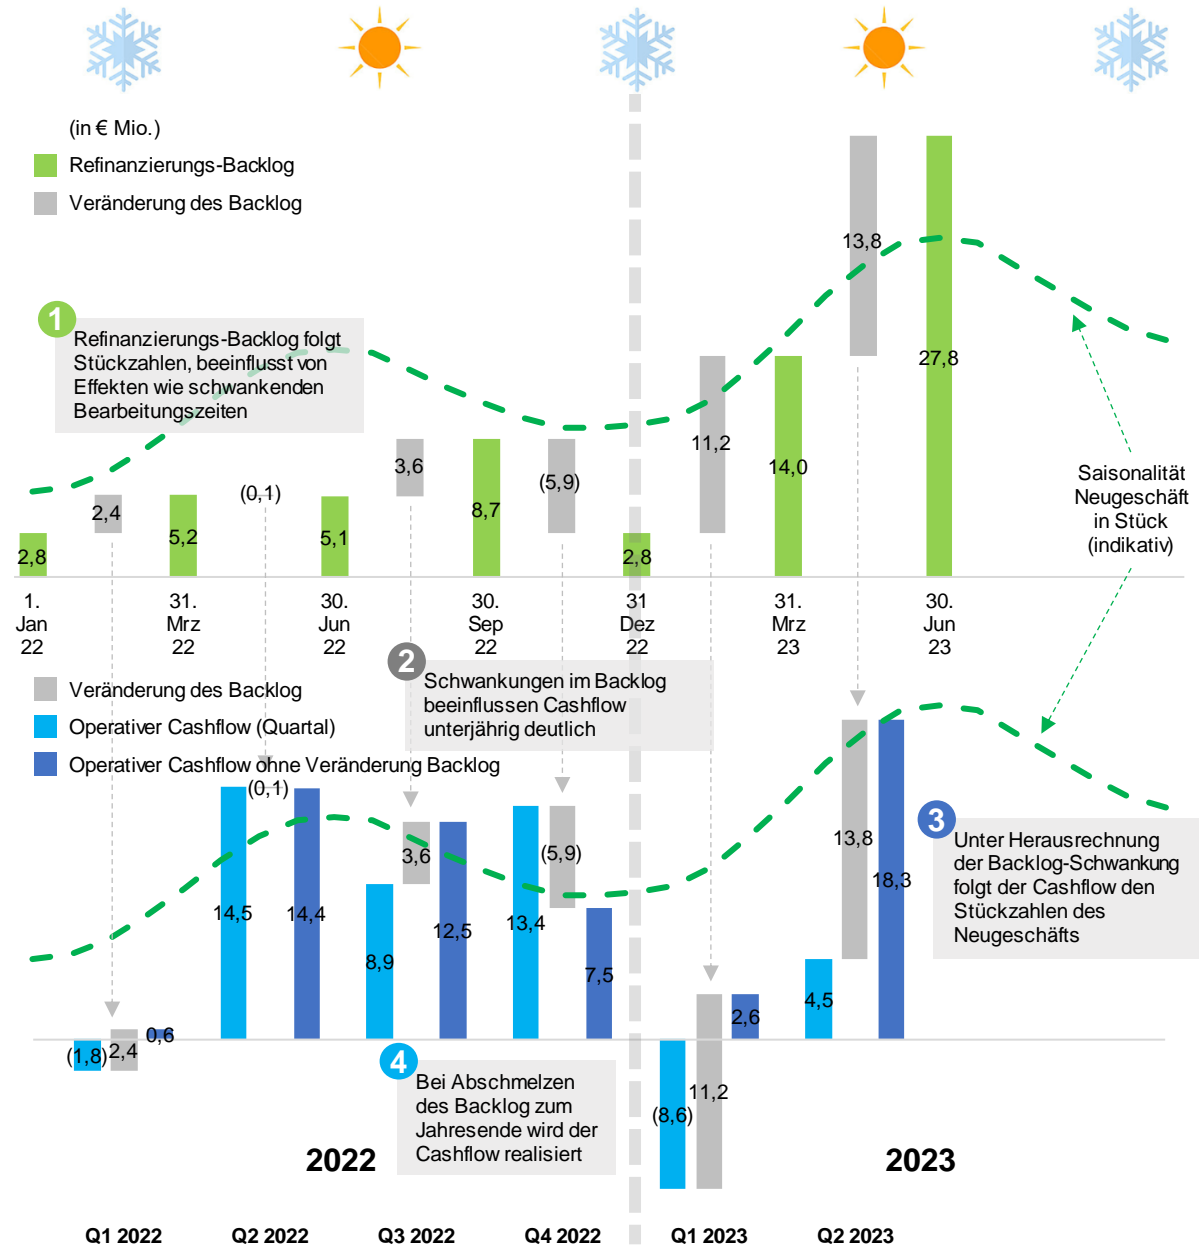 (in € Mio.)
Refinanzierungs-Backlog
Veränderung des Backlog
1
Refinanzierungs-Backlog folgt
Stückzahlen, beeinflusst von
Effekten wie schwankenden
Bearbeitungszeiten
2,8
2,4
5,2
(0,1)
5,1
3,6
8,7
(5,9)
2,8
11,2
14,0
13,8
27,8
Saisonalität
Neugeschäft
in Stück
(indikativ)
1.
Jan
22
31.
Mrz
22
30.
Jun
22
30.
Sep
22
31
Dez
22
31.
Mrz
23
30.
Jun
23
2
Schwankungen im Backlog
beeinflussen Cashflow
unterjährig deutlich
Veränderung des Backlog
Operativer Cashflow (Quartal)
Operativer Cashflow ohne Veränderung Backlog
(1,8)
2,4
0,6
14,5
(0,1)
14,4
8,9
3,6
12,5
13,4
(5,9)
7,5
(8,6)
11,2
2,6
4,5
13,8
18,3
3
Unter Herausrechnung
der Backlog-Schwankung
folgt der Cashflow den
Stückzahlen des
Neugeschäfts
4
Bei Abschmelzen
des Backlog zum
Jahresende wird der
Cashflow realisiert
2022
2023
Q1 2022
Q2 2022
Q3 2022
Q4 2022
Q1 2023
Q2 2023